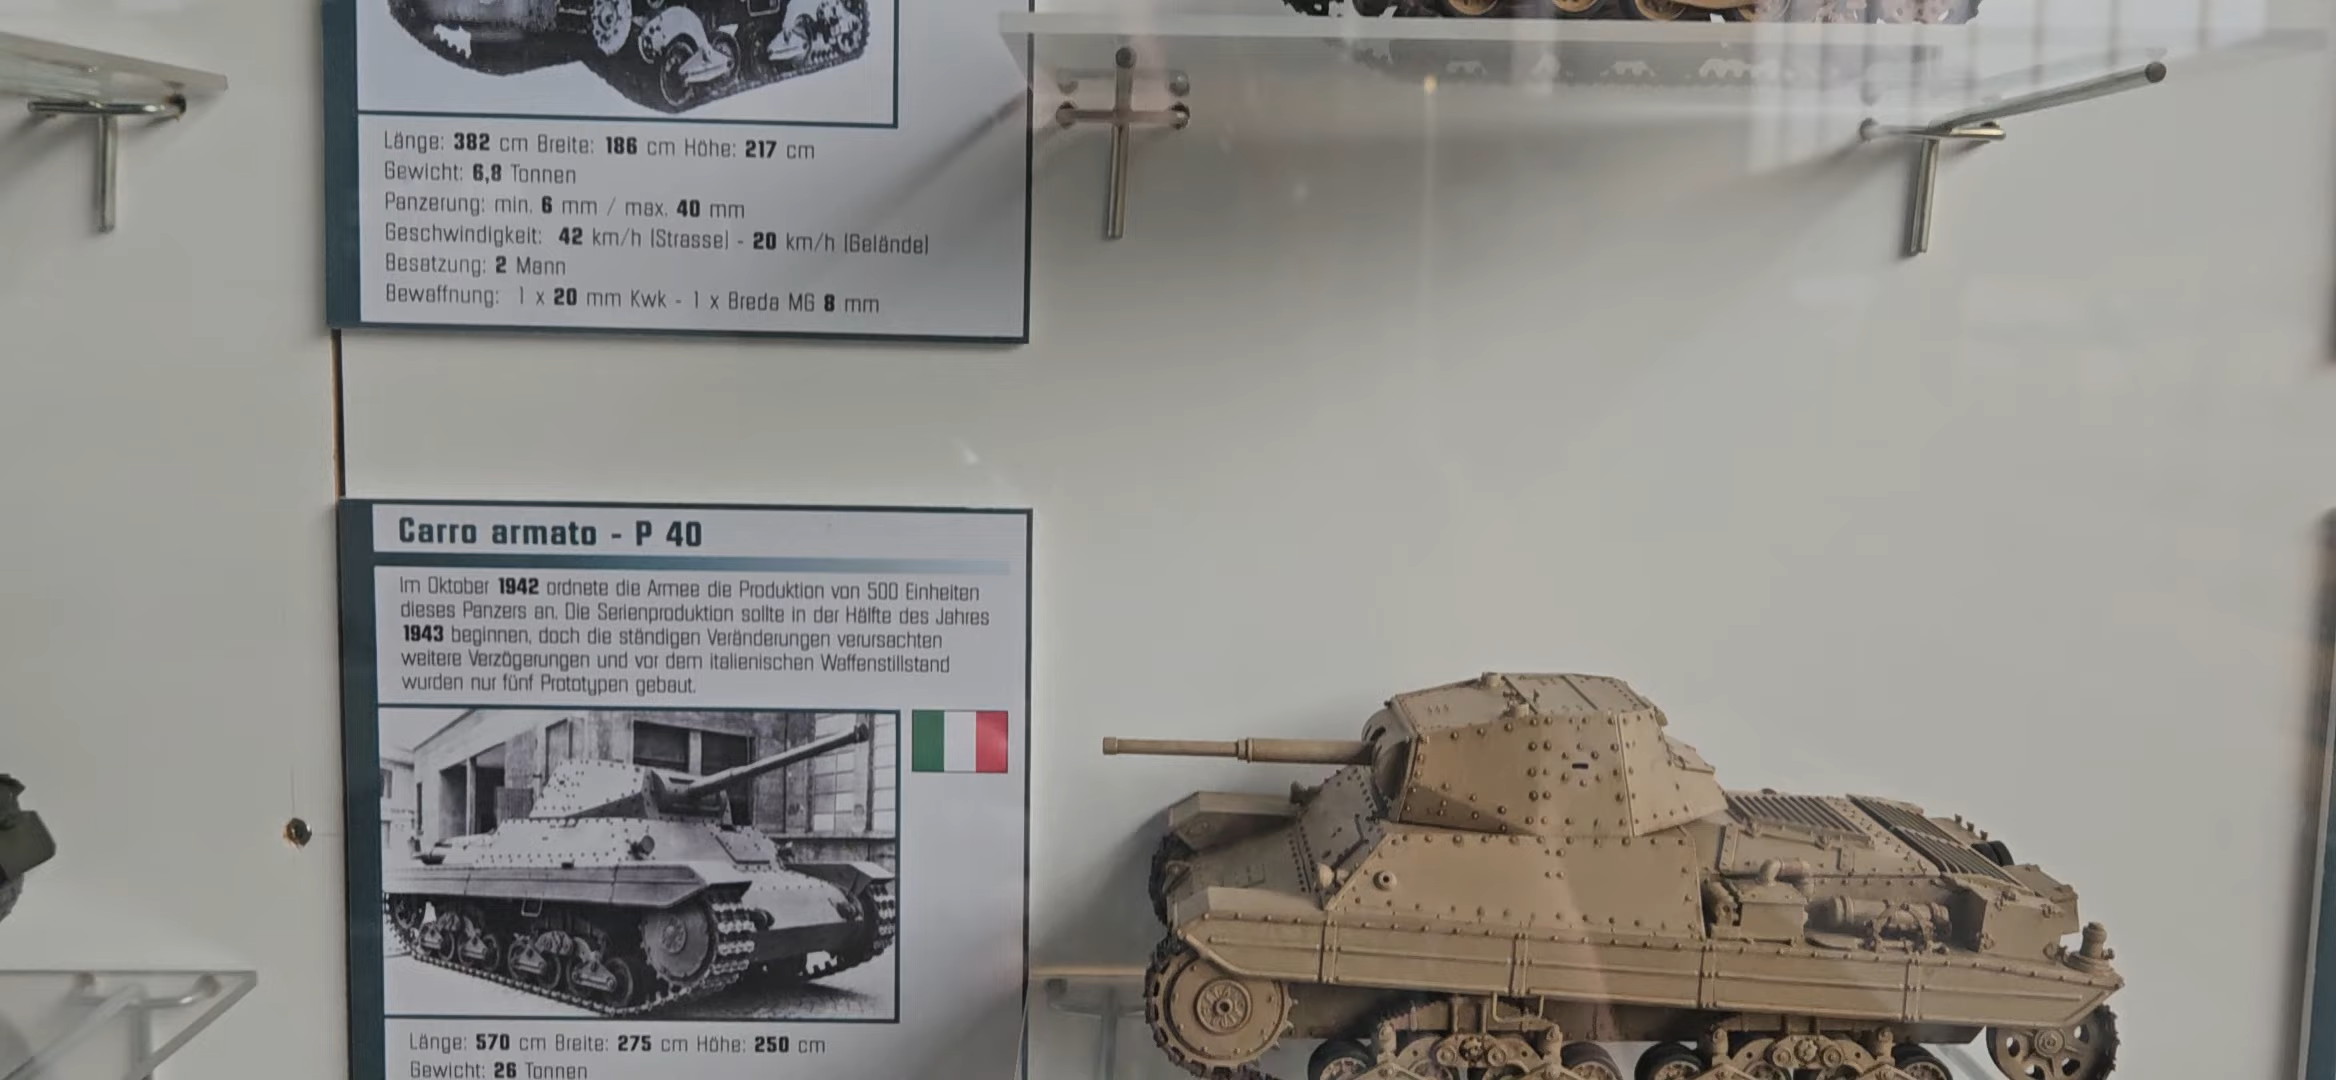 Länge: 382 cm Breite: 186 cm Höhe: 217 cm
Gewicht: 6,8 Tonnen
Panzerung: min. 6 mm / max. 40 mm
Geschwindigkeit: 42 km/h (Strasse) - 20 km/h (Gelände)
Besatzung: 2 Mann
Bewaffnung: 1 x 20 mm Kwk - 1 x Breda MG 8 mm
Carro armato - P 40
Im Oktober 1942 ordnete die Armee die Produktion von 500 Einheiten
dieses Panzers an. Die Serienproduktion sollte in der Hälfte des Jahres
1943 beginnen, doch die ständigen Veränderungen verursachten
weitere Verzögerungen und vor dem italienischen Waffenstillstand
wurden nur fünf Prototypen gebaut.
Länge: 570 cm Breite: 275 cm Höhe: 250 cm
Gewicht: 26 Tonnen